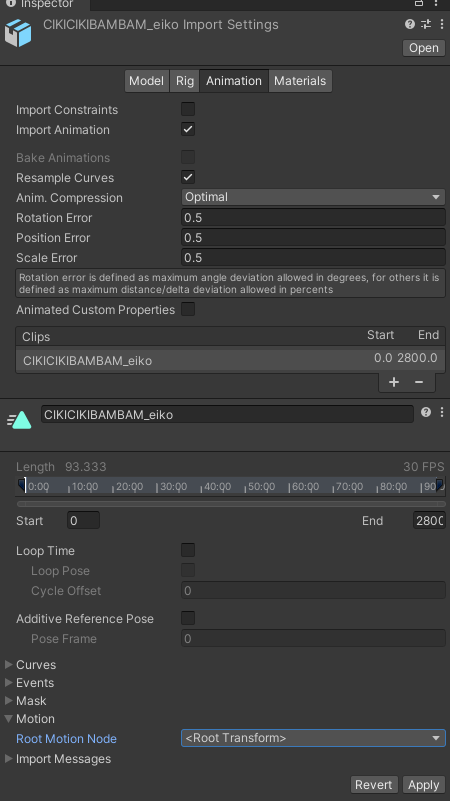 Inspector
CIKICIKIBAMBAM_eiko Import Settings
Open
Model Rig Animation Materials
Import Constraints
Import Animation
Bake Animations
Resample Curves
Anim. Compression Optimal
Rotation Error 0.5
Position Error 0.5
Scale Error 0.5
Rotation error is defined as maximum angle deviation allowed in degrees, for others it is
defined as maximum distance/delta deviation allowed in percents
Animated Custom Properties
Clips Start End
CIKICIKIBAMBAM_eiko 0.0 2800.0
+ −
CIKICIKIBAMBAM_eiko
Length 93.333 30 FPS
0:00 10:00 20:00 30:00 40:00 50:00 60:00 70:00 80:00 90
Start 0 End 2800
Loop Time
Loop Pose
Cycle Offset 0
Additive Reference Pose
Pose Frame 0
Curves
Events
Mask
Motion
Root Motion Node <Root Transform>
Import Messages
Revert Apply